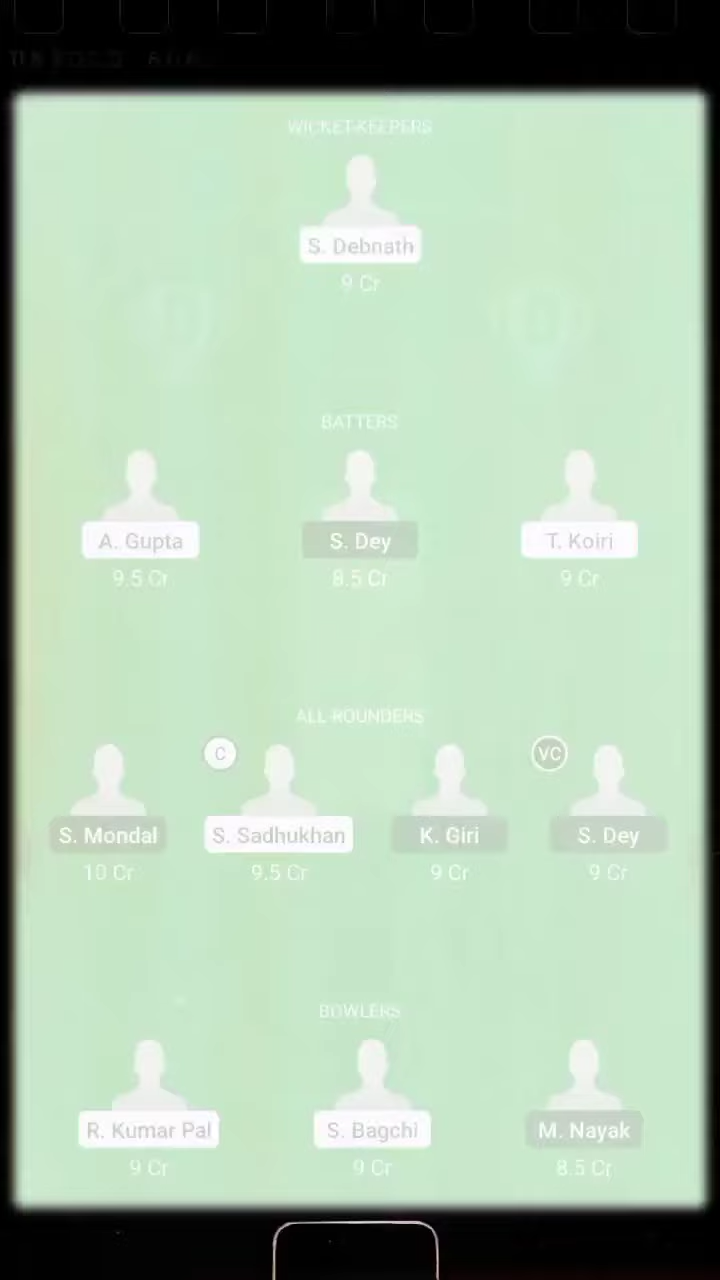 WICKET-KEEPERS
S. Debnath
9 Cr
BATTERS
A. Gupta S. Dey T. Koiri
9.5 Cr 8.5 Cr 9 Cr
ALL-ROUNDERS
C VC
S. Mondal S. Sadhukhan K. Giri S. Dey
10 Cr 9.5 Cr 9 Cr 9 Cr
BOWLERS
R. Kumar Pal S. Bagchi M. Nayak
9 Cr 9 Cr 8.5 Cr